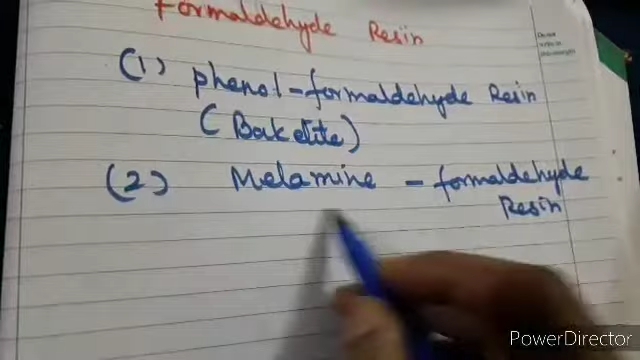 Formaldehyde Resin
(1) phenol-formaldehyde Resin
(Bakelite)
(2) Melamine - formaldehyde
Resin
PowerDirector